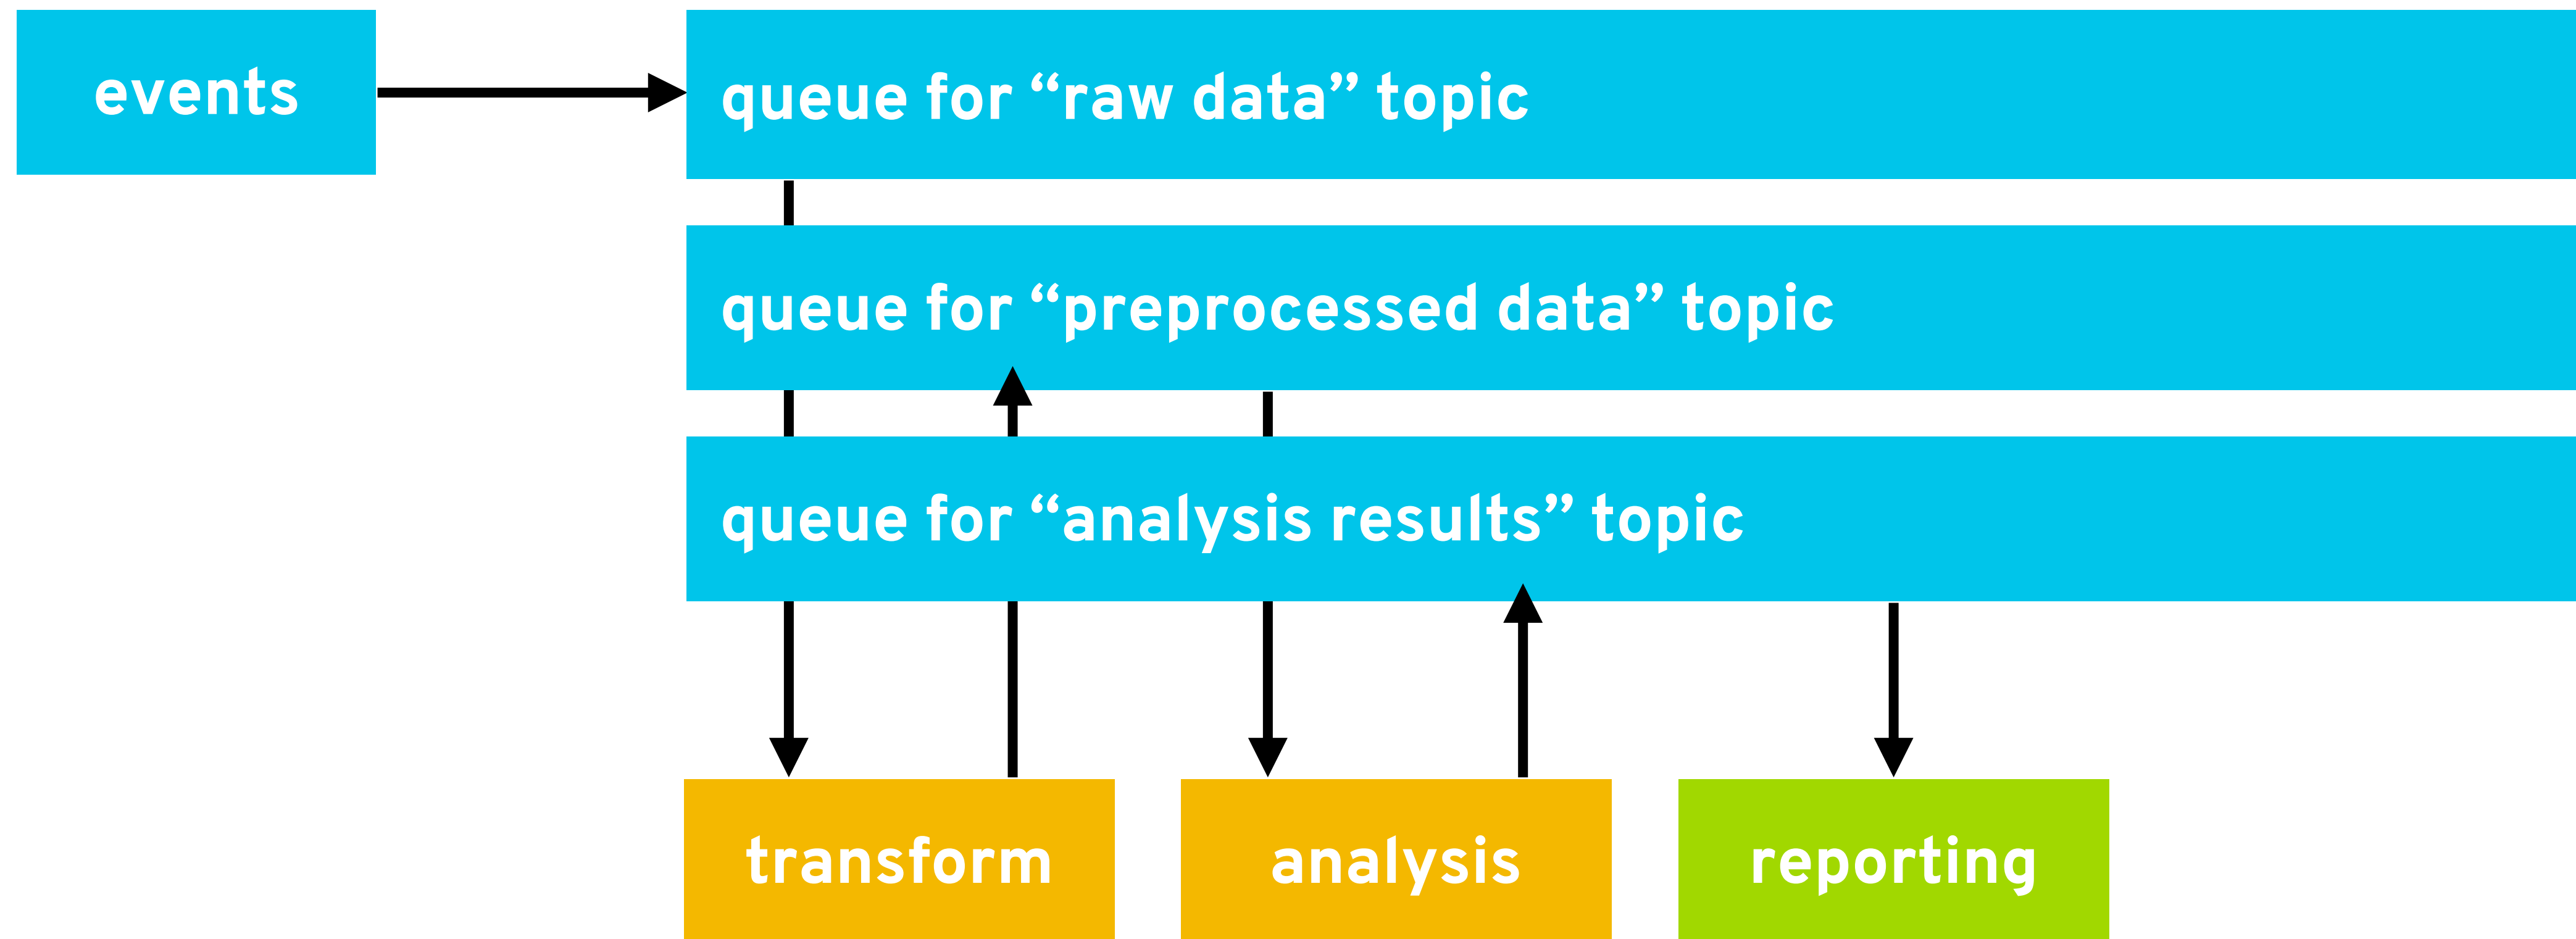 events
queue for “raw data” topic
queue for “preprocessed data” topic
queue for “analysis results” topic
transform
analysis
reporting